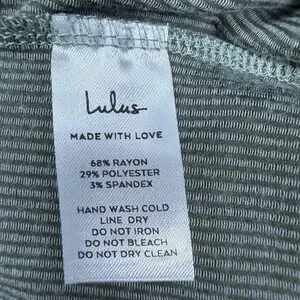 Lulus
MADE WITH LOVE
68% RAYON
29% POLYESTER
3% SPANDEX
HAND WASH COLD
LINE DRY
DO NOT IRON
DO NOT BLEACH
DO NOT DRY CLEAN